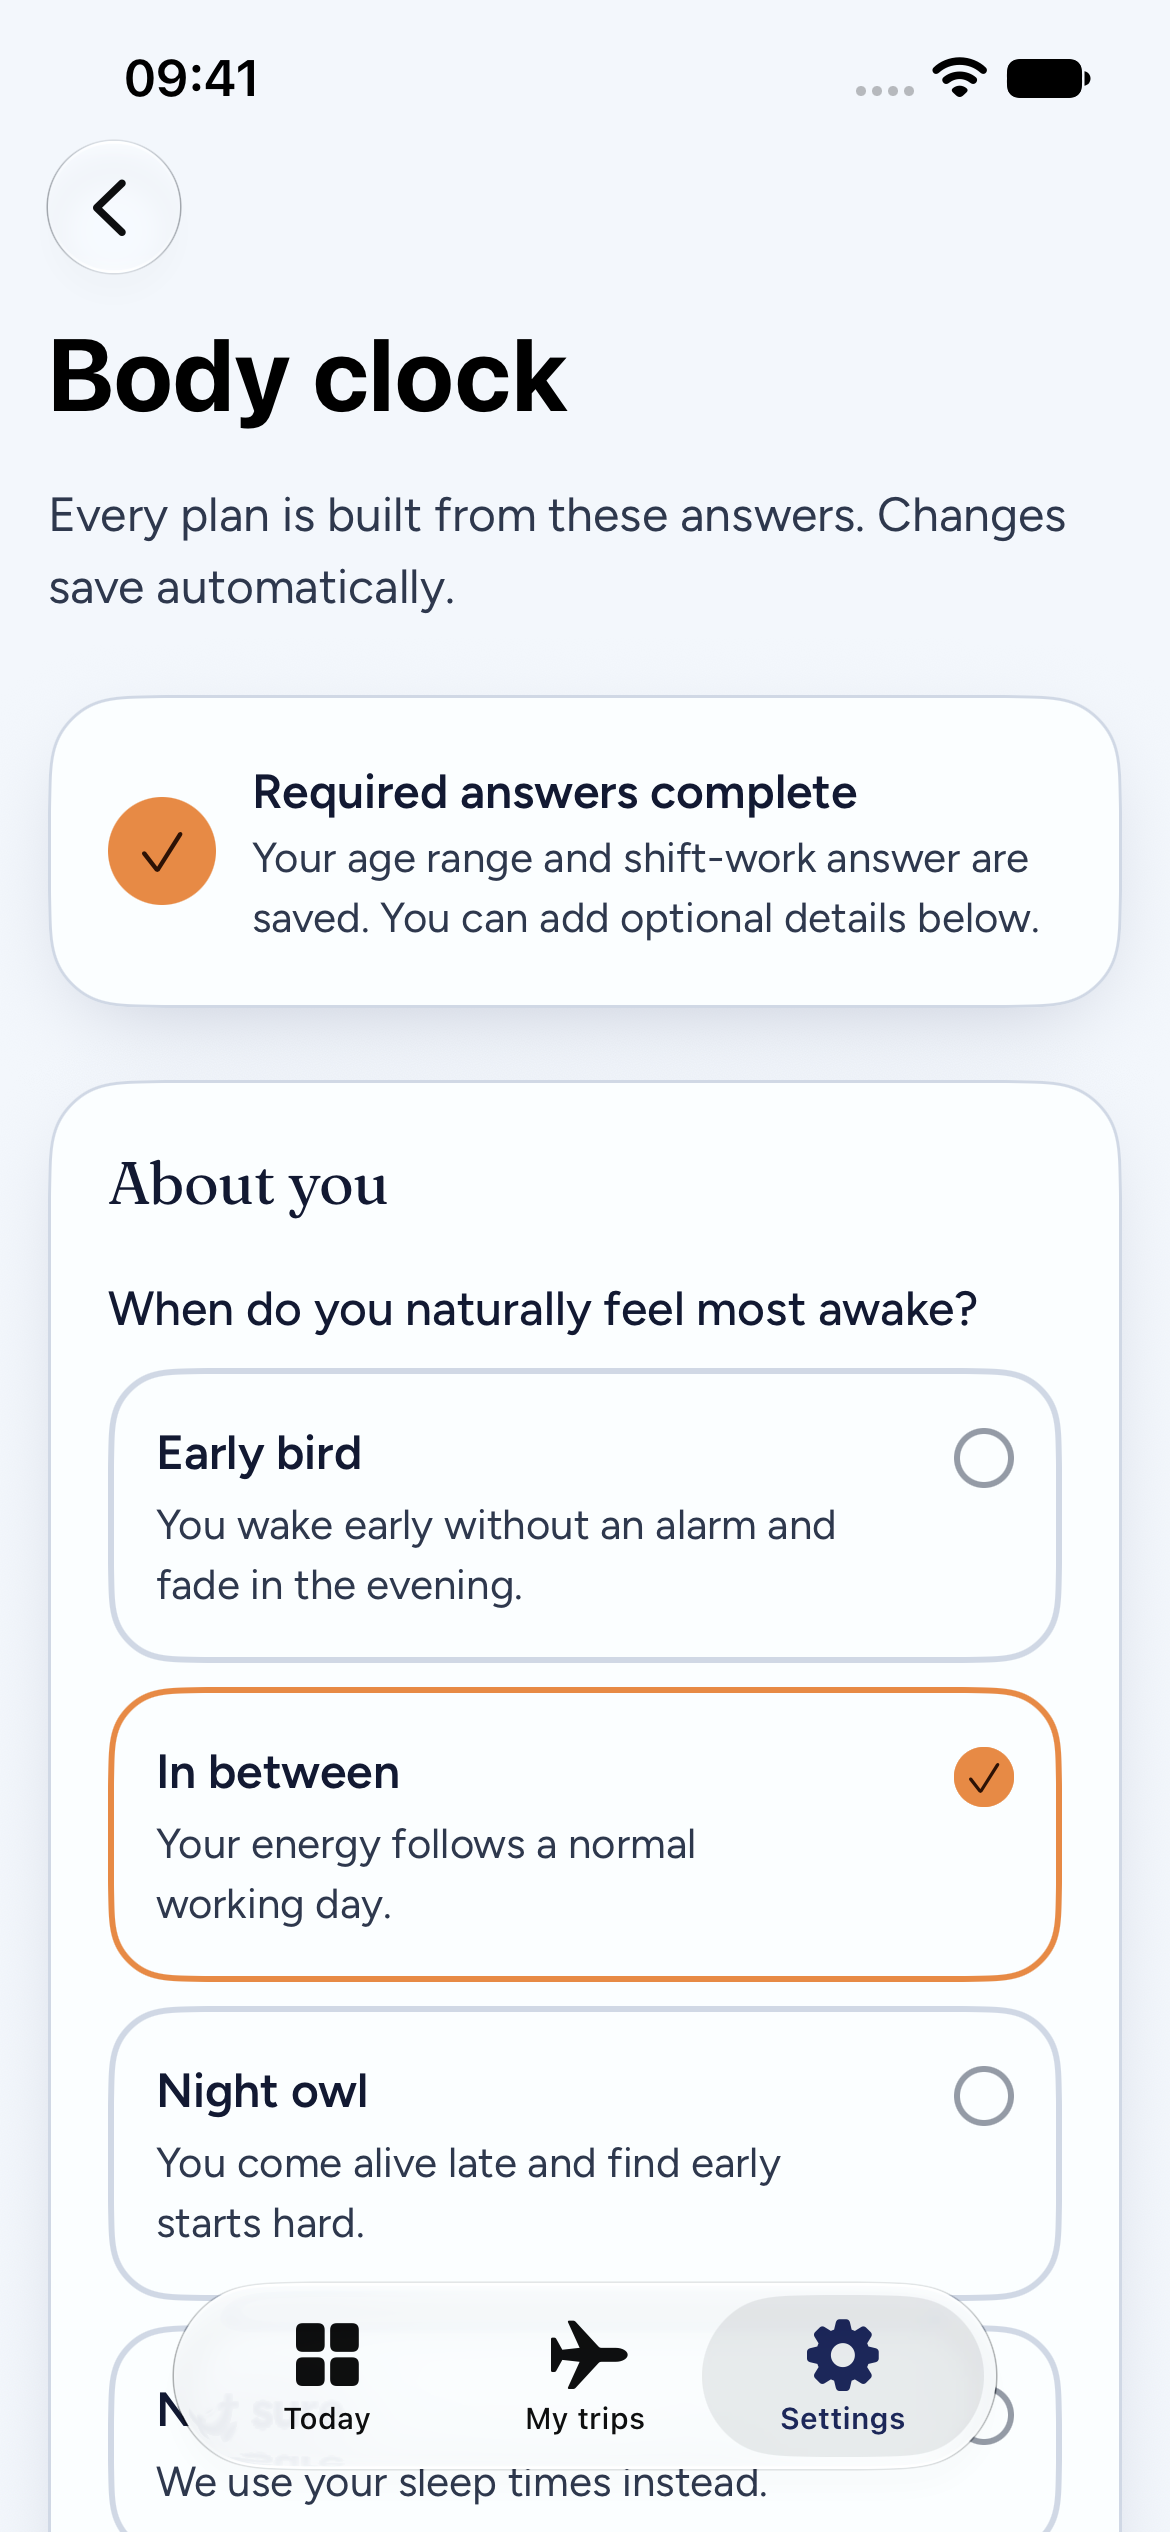 09:41
Body clock
Every plan is built from these answers. Changes
save automatically.
Required answers complete
Your age range and shift-work answer are
saved. You can add optional details below.
About you
When do you naturally feel most awake?
Early bird
You wake early without an alarm and
fade in the evening.
In between
Your energy follows a normal
working day.
Night owl
You come alive late and find early
starts hard.
Not sure
We use your sleep times instead.
Today
My trips
Settings